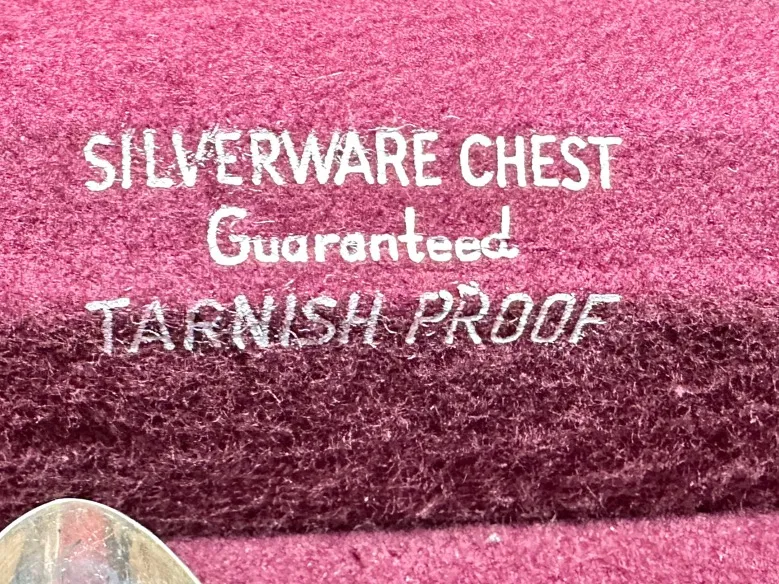 SILVERWARE CHEST
Guaranteed
TARNISH PROOF